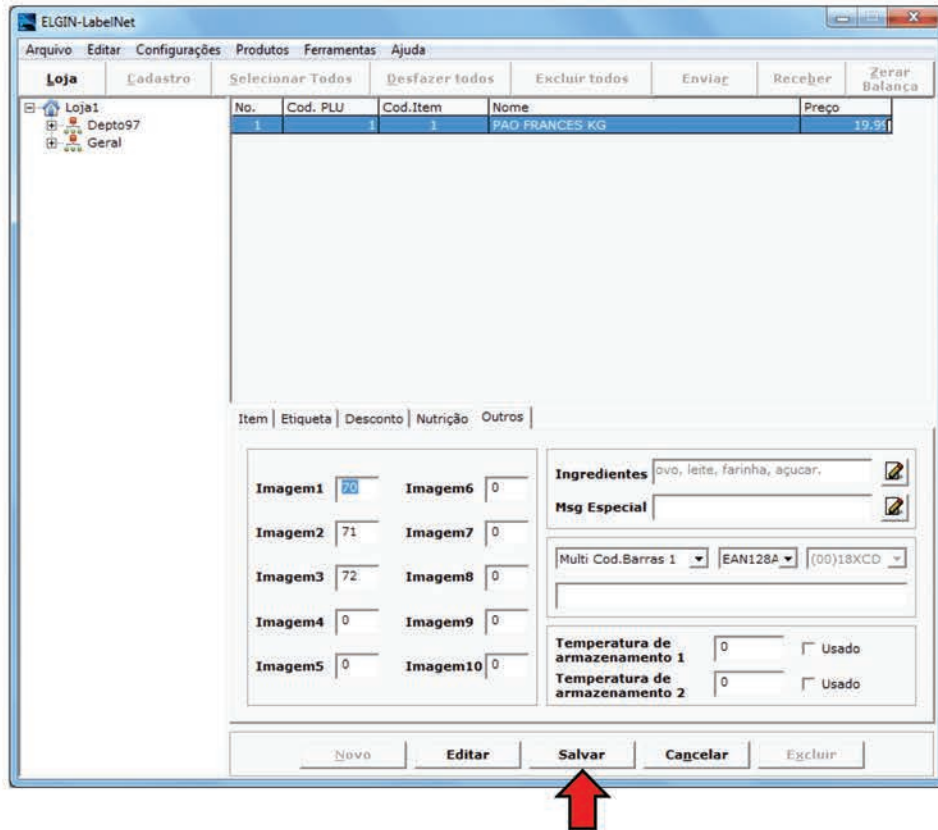 ELGIN-LabelNet
Arquivo Editar Configurações Produtos Ferramentas Ajuda
Loja Cadastro Selecionar Todos Desfazer todos Excluir todos Enviar Receber Zerar Balança
Loja1
Depto97
Geral
No. Cod. PLU Cod.Item Nome Preço
1 1 1 PAO FRANCES KG 19.99
Item Etiqueta Desconto Nutrição Outros
Imagem1 70 Imagem6 0
Imagem2 71 Imagem7 0
Imagem3 72 Imagem8 0
Imagem4 0 Imagem9 0
Imagem5 0 Imagem10 0
Ingredientes ovo, leite, farinha, açucar.
Msg Especial
Multi Cod.Barras 1 EAN128A (00)18XCD
Temperatura de armazenamento 1 0 Usado
Temperatura de armazenamento 2 0 Usado
Novo Editar Salvar Cancelar Excluir